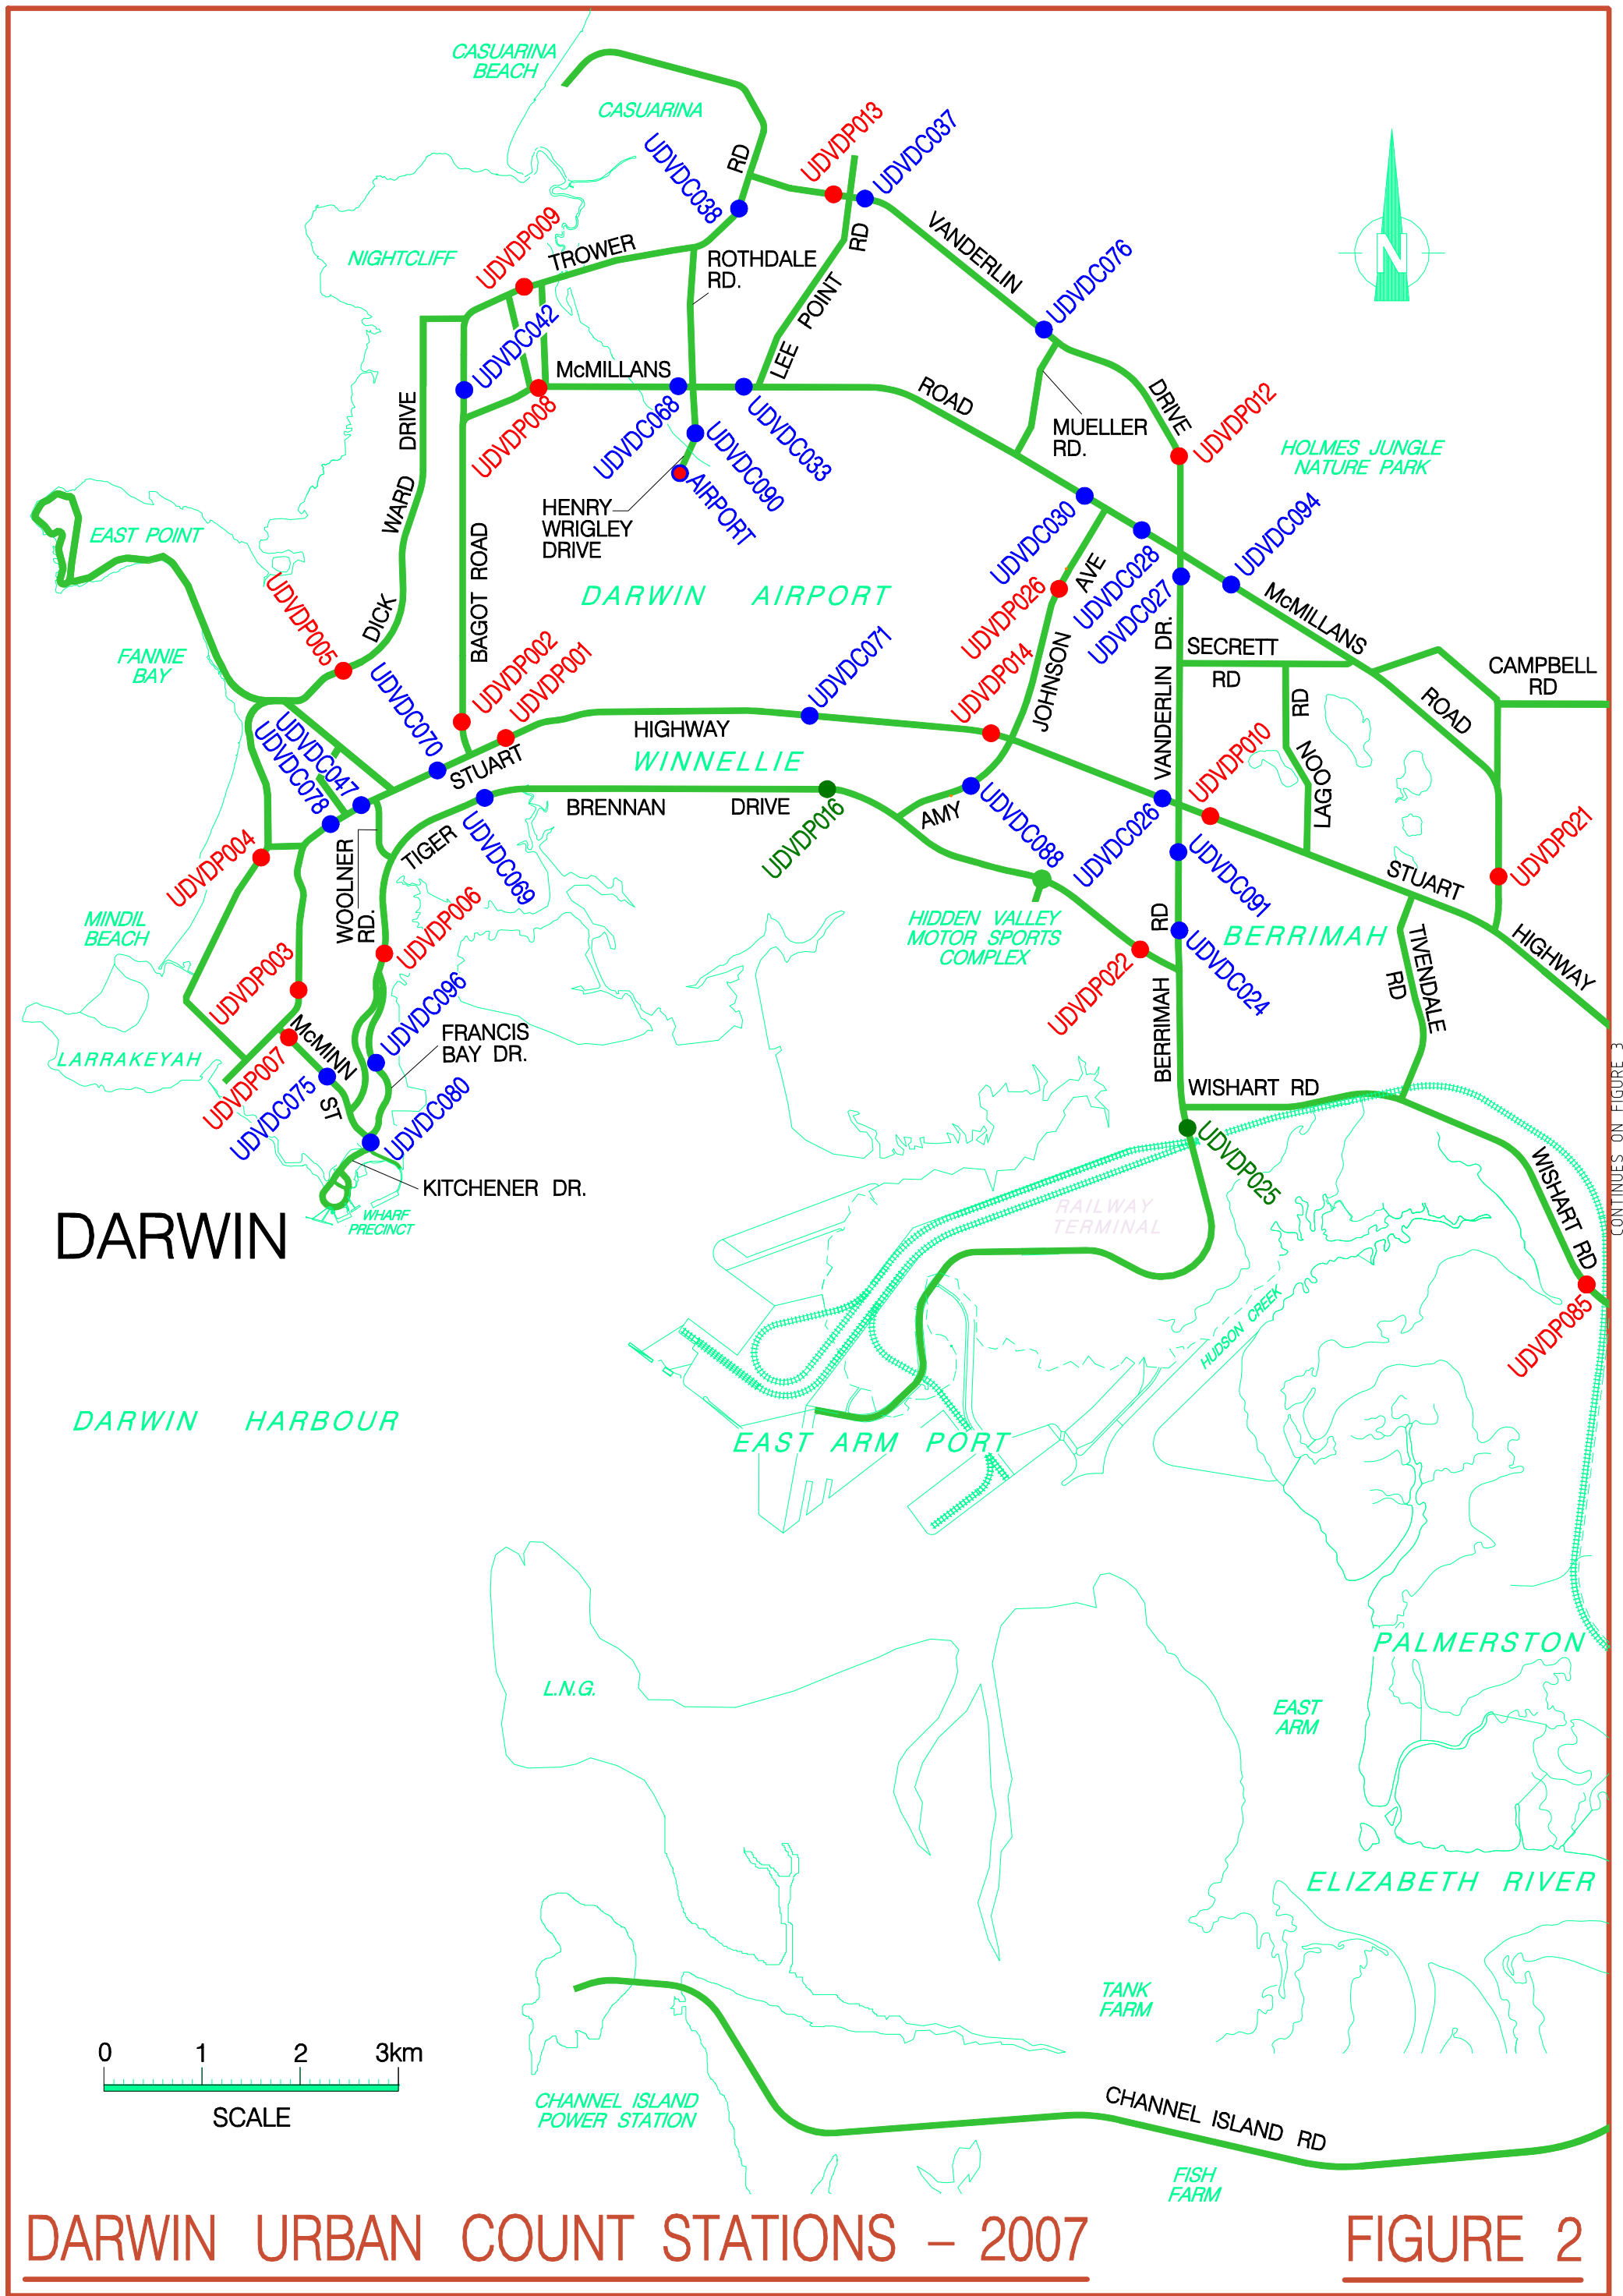 CASUARINA
BEACH
CASUARINA
UDVDP013
UDVDC037
UDVDC038
RD
UDVDP009
NIGHTCLIFF
TROWER
ROTHDALE
RD.
RD
LEE POINT
VANDERLIN
UDVDC076
N
UDVDC042
McMILLANS
ROAD
DRIVE
MUELLER
RD.
UDVDP012
HOLMES JUNGLE
NATURE PARK
UDVDP008
UDVDC068
UDVDC090
UDVDC033
AIRPORT
HENRY
WRIGLEY
DRIVE
DICK WARD DRIVE
EAST POINT
BAGOT ROAD
DARWIN AIRPORT
UDVDC030
UDVDC028
UDVDC027
UDVDC094
UDVDP026
JOHNSON AVE
McMILLANS
ROAD
SECRETT
RD
CAMPBELL
RD
UDVDP005
FANNIE
BAY
UDVDC070
UDVDP002
UDVDP001
UDVDC071
UDVDP014
VANDERLIN DR.
LAGOON RD
UDVDP010
UDVDC047
UDVDC078
STUART
HIGHWAY
WINNELLIE
TIGER
BRENNAN DRIVE
UDVDC069
UDVDP016
AMY
UDVDC088
UDVDC026
UDVDC091
UDVDP004
WOOLNER
RD.
UDVDP006
STUART
HIGHWAY
UDVDP021
MINDIL
BEACH
HIDDEN VALLEY
MOTOR SPORTS
COMPLEX
BERRIMAH RD
BERRIMAH
UDVDC024
UDVDP022
TIVENDALE
RD
UDVDP003
LARRAKEYAH
UDVDP007
McMINN
ST
UDVDC096
FRANCIS
BAY DR.
UDVDC075
UDVDC080
KITCHENER DR.
WHARF
PRECINCT
WISHART RD
UDVDP025
WISHART RD
UDVDP085
CONTINUES ON FIGURE 3
DARWIN
RAILWAY
TERMINAL
HUDSON CREEK
DARWIN HARBOUR
EAST ARM PORT
PALMERSTON
L.N.G.
EAST
ARM
ELIZABETH RIVER
TANK
FARM
0 1 2 3km
SCALE
CHANNEL ISLAND
POWER STATION
CHANNEL ISLAND RD
FISH
FARM
DARWIN URBAN COUNT STATIONS – 2007
FIGURE 2